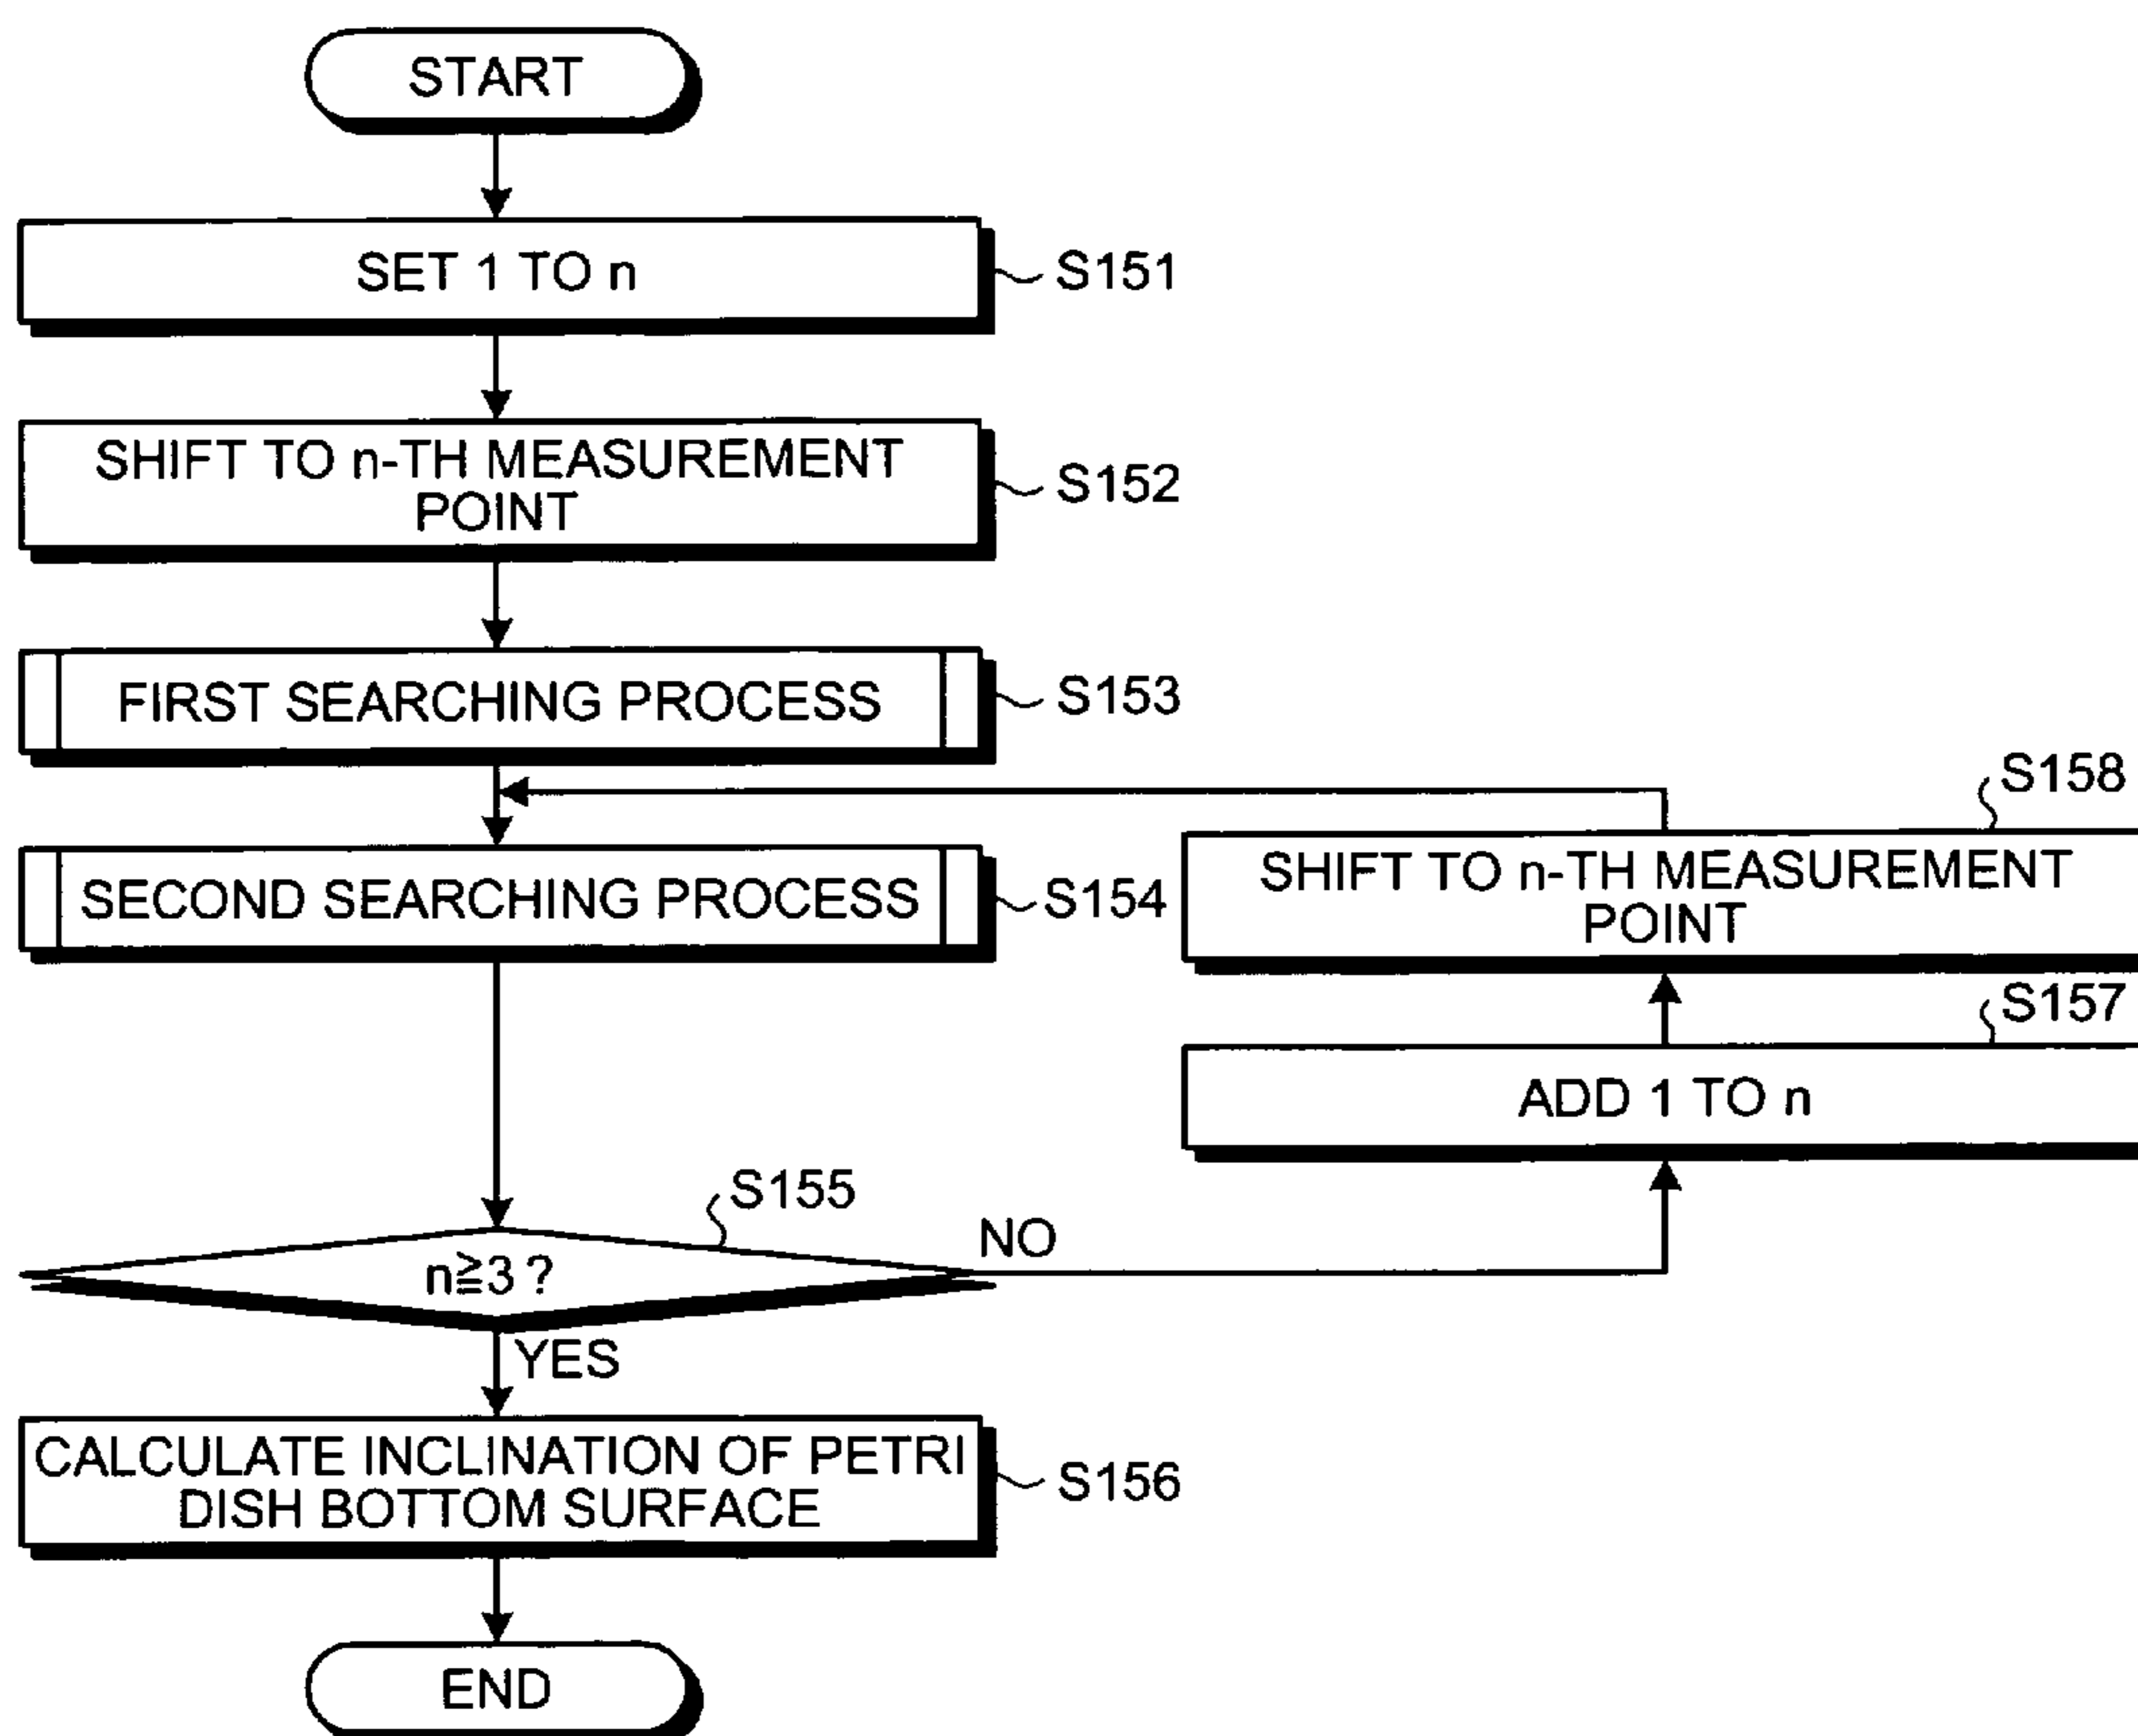 START
SET 1 TO n
S151
SHIFT TO n-TH MEASUREMENT
POINT
S152
FIRST SEARCHING PROCESS
S153
SECOND SEARCHING PROCESS
S154
S158
SHIFT TO n-TH MEASUREMENT
POINT
S157
ADD 1 TO n
S155
n≧3 ?
NO
YES
CALCULATE INCLINATION OF PETRI
DISH BOTTOM SURFACE
S156
END